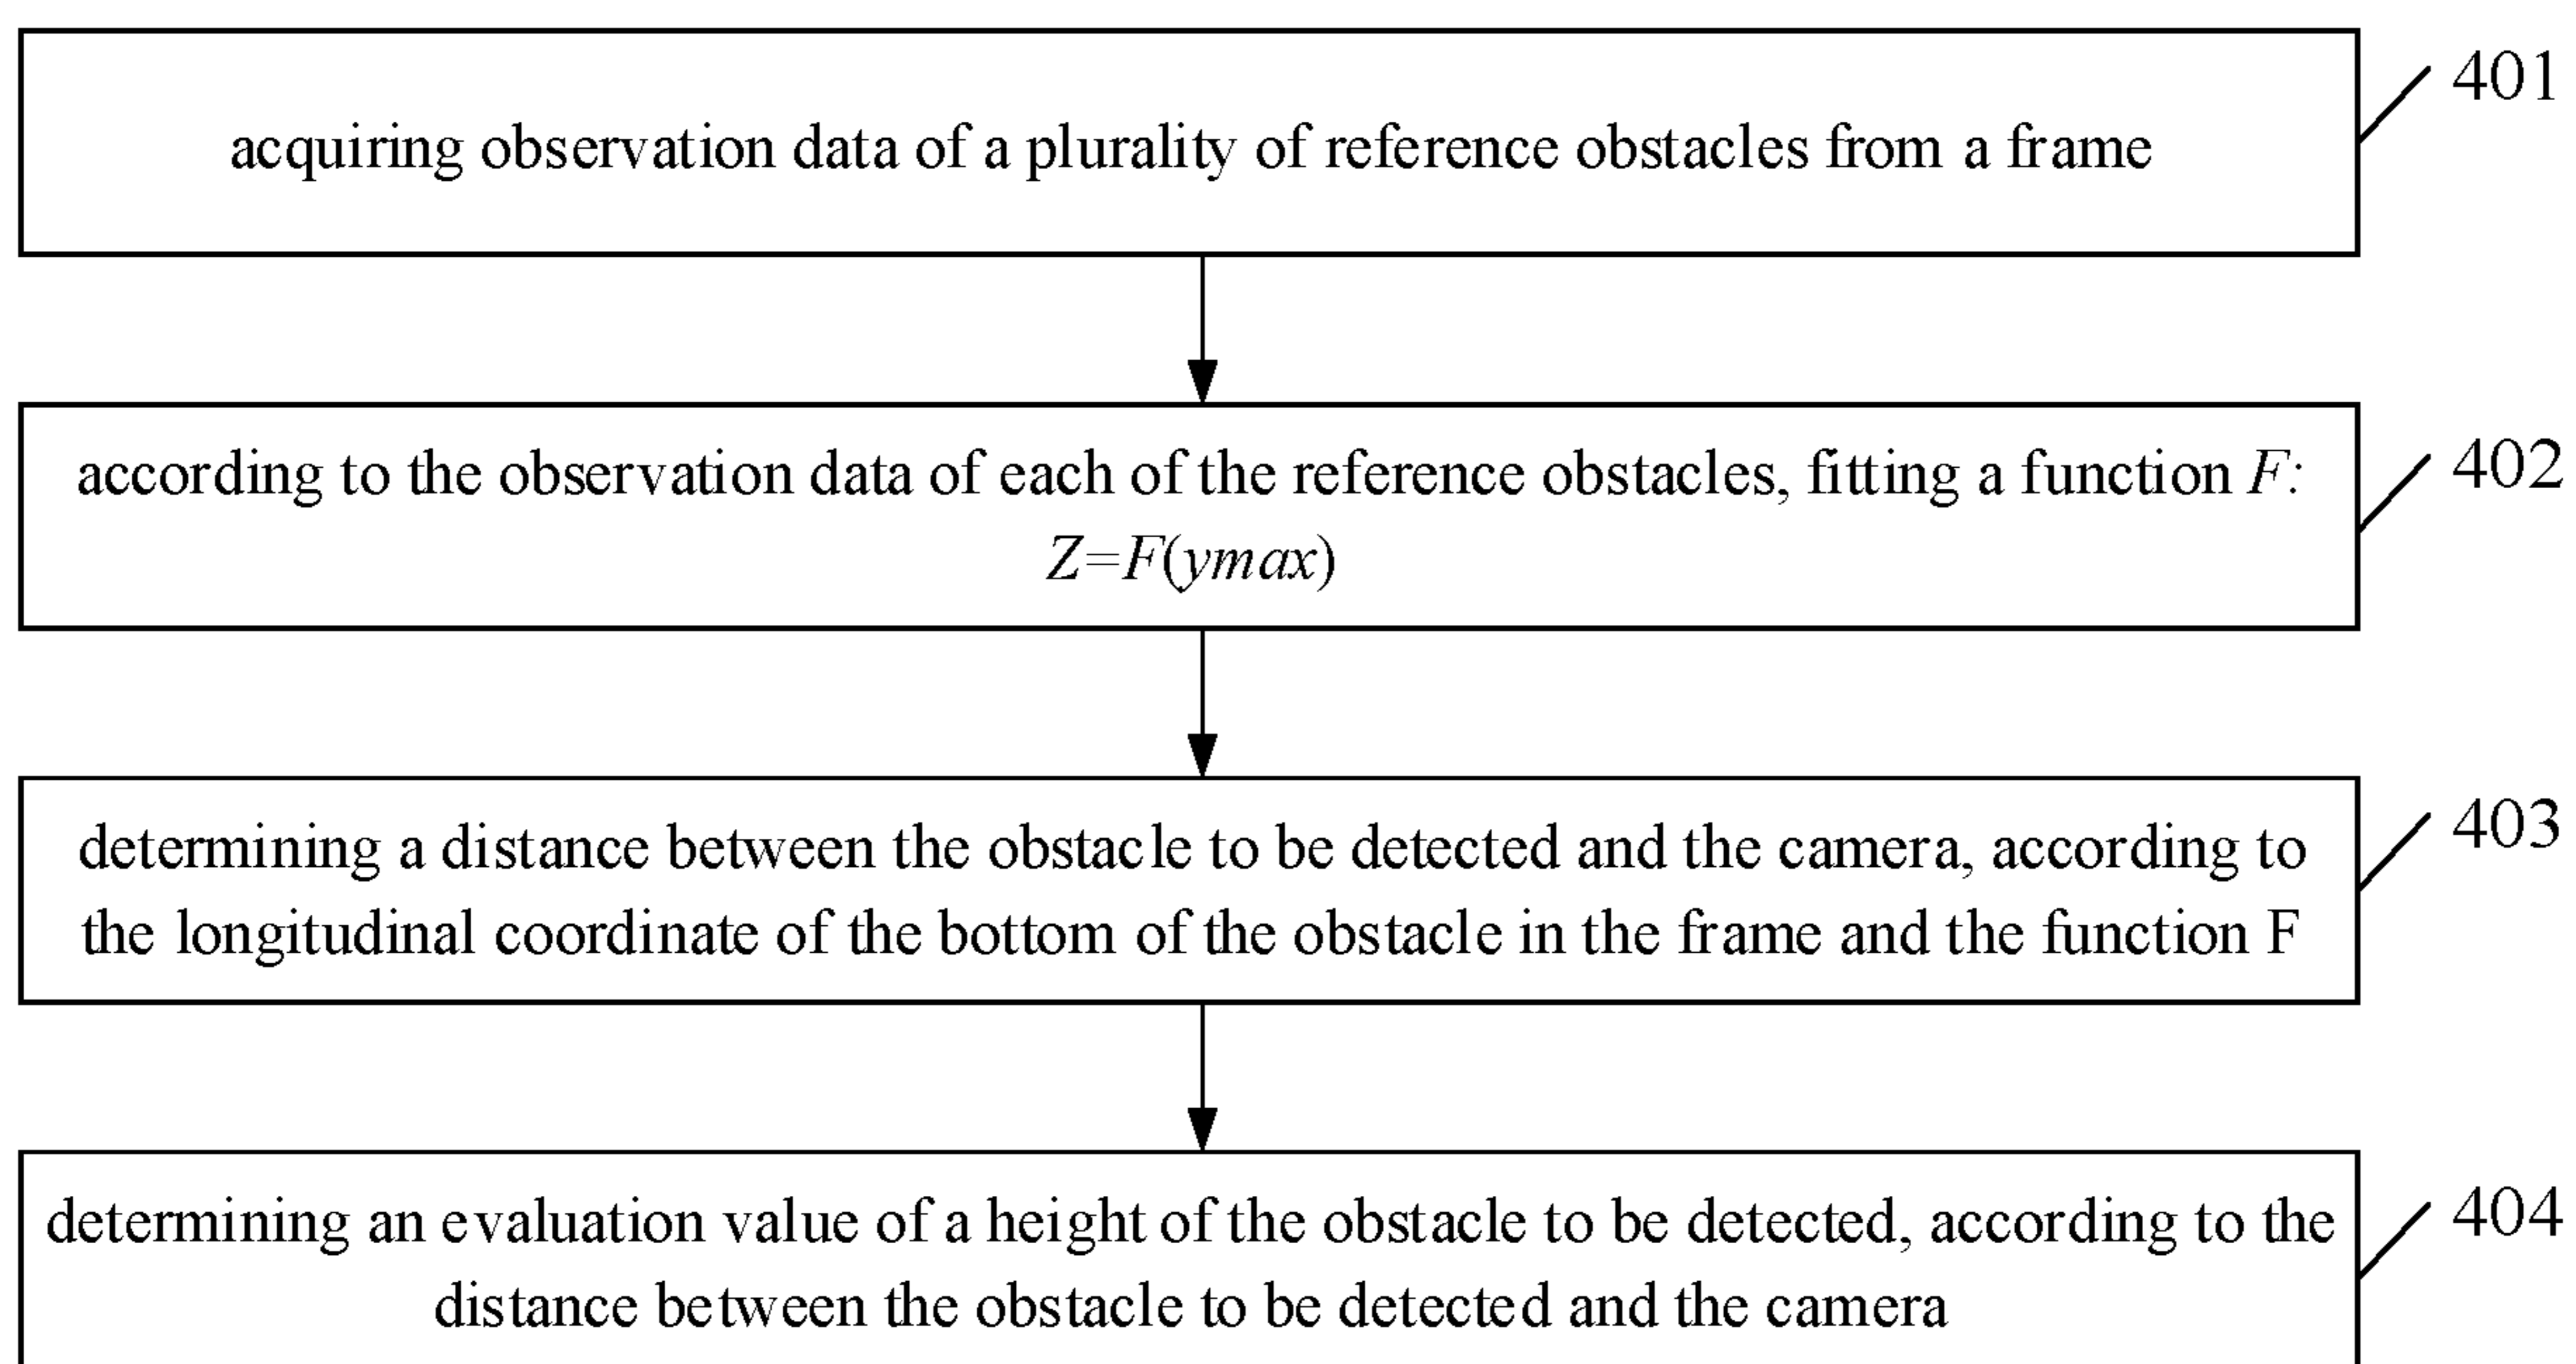 401
acquiring observation data of a plurality of reference obstacles from a frame
402
according to the observation data of each of the reference obstacles, fitting a function F:
Z=F(ymax)
403
determining a distance between the obstacle to be detected and the camera, according to
the longitudinal coordinate of the bottom of the obstacle in the frame and the function F
404
determining an evaluation value of a height of the obstacle to be detected, according to the
distance between the obstacle to be detected and the camera